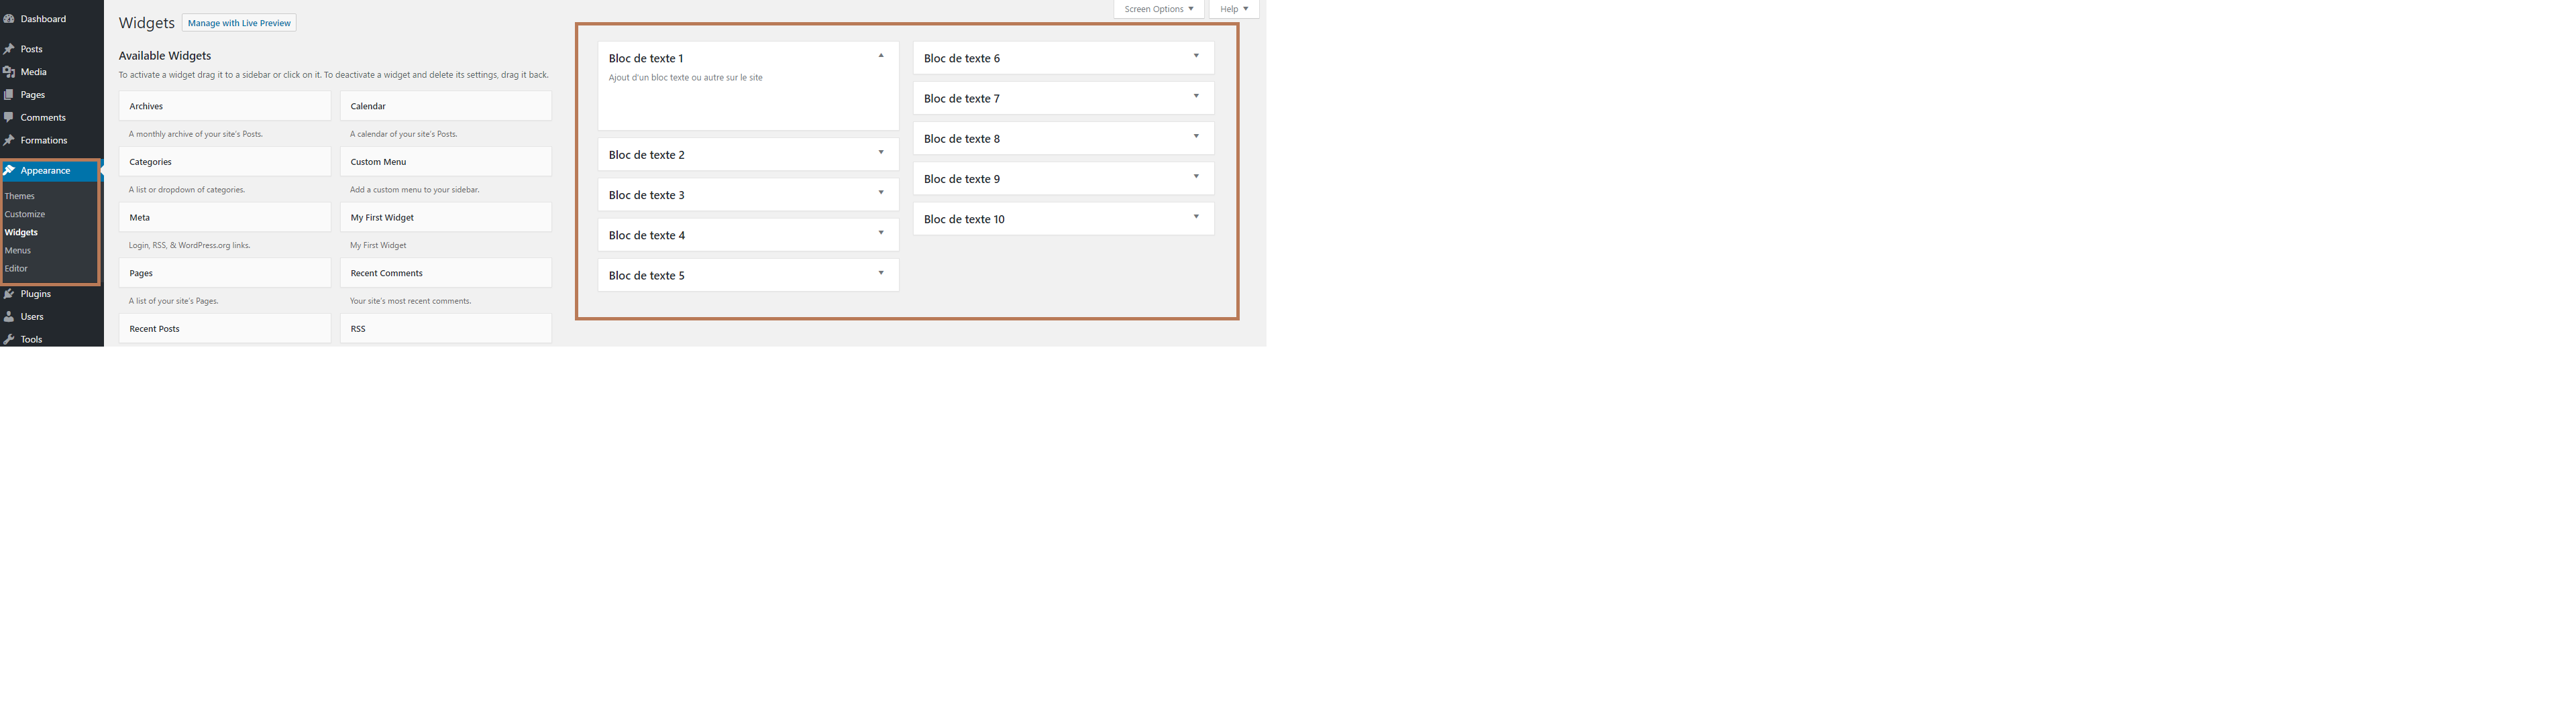 Dashboard
Posts
Media
Pages
Comments
Formations
Appearance
Themes
Customize
Widgets
Menus
Editor
Plugins
Users
Tools
Screen Options
Help
Widgets
Manage with Live Preview
Available Widgets
To activate a widget drag it to a sidebar or click on it. To deactivate a widget and delete its settings, drag it back.
Archives
A monthly archive of your site's Posts.
Calendar
A calendar of your site's Posts.
Categories
A list or dropdown of categories.
Custom Menu
Add a custom menu to your sidebar.
Meta
Login, RSS, & WordPress.org links.
My First Widget
My First Widget
Pages
A list of your site's Pages.
Recent Comments
Your site's most recent comments.
Recent Posts
RSS
Bloc de texte 1
Ajout d'un bloc texte ou autre sur le site
Bloc de texte 2
Bloc de texte 3
Bloc de texte 4
Bloc de texte 5
Bloc de texte 6
Bloc de texte 7
Bloc de texte 8
Bloc de texte 9
Bloc de texte 10